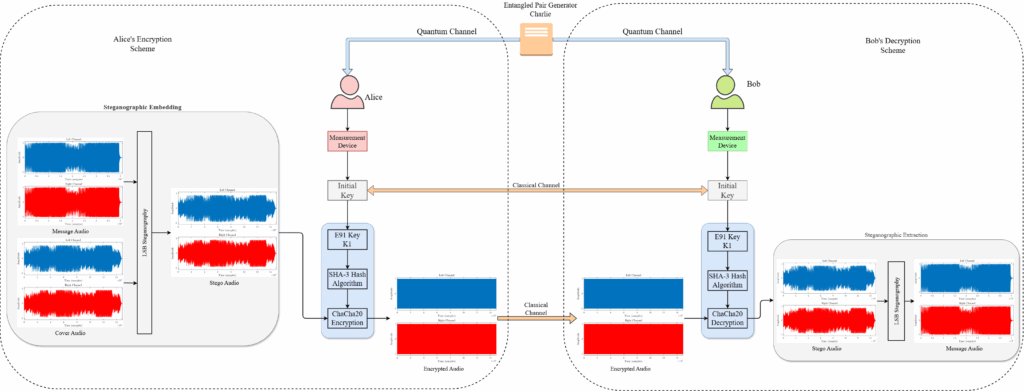 Entangled Pair Generator
Charlie
Alice's Encryption
Scheme
Quantum Channel
Quantum Channel
Bob's Decryption
Scheme
Alice
Bob
Steganographic Embedding
Measurement
Device
Measurement
Device
Left Channel
Right Channel
Message Audio
Left Channel
Right Channel
Cover Audio
LSB Steganography
Left Channel
Right Channel
Stego Audio
Initial
Key
Classical Channel
Initial
Key
E91 Key
K1
SHA-3 Hash
Algorithm
ChaCha20
Encryption
Left Channel
Right Channel
Encrypted Audio
Classical
Channel
Left Channel
Right Channel
Encrypted Audio
E91 Key
K1
SHA-3 Hash
Algorithm
ChaCha20
Decryption
Steganographic Extraction
Left Channel
Right Channel
Stego Audio
LSB Steganography
Left Channel
Right Channel
Message Audio